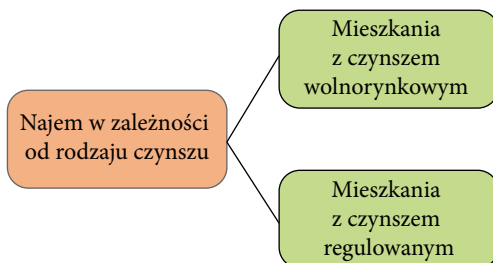 Najem w zależności
od rodzaju czynszu
Mieszkania
z czynszem
wolnorynkowym
Mieszkania
z czynszem
regulowanym